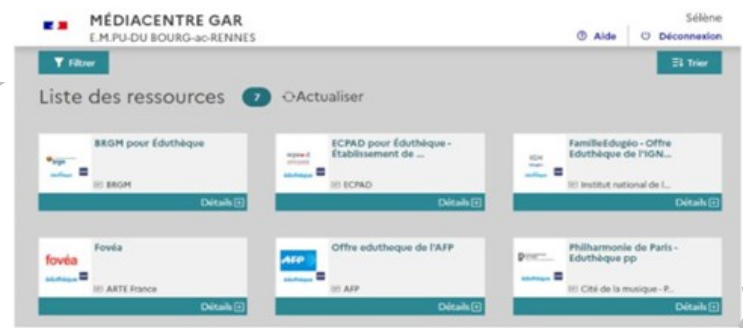 MÉDIACENTRE GAR
E.M.PU-DU BOURG-ac-RENNES
Sélène
Aide
Déconnexion
Filtrer
Trier
Liste des ressources 7 Actualiser
BRGM pour Éduthèque
BRGM
Détails
ECPAD pour Éduthèque -
Établissement de ...
ECPAD
Détails
FamilleEdugéo - Offre
Eduthèque de l'IGN...
IGN
Institut national de l...
Détails
Fovéa
fovéa
ARTE France
Détails
Offre edutheque de l'AFP
AFP
AFP
Détails
Philharmonie de Paris -
Eduthèque pp
Cité de la musique - P...
Détails